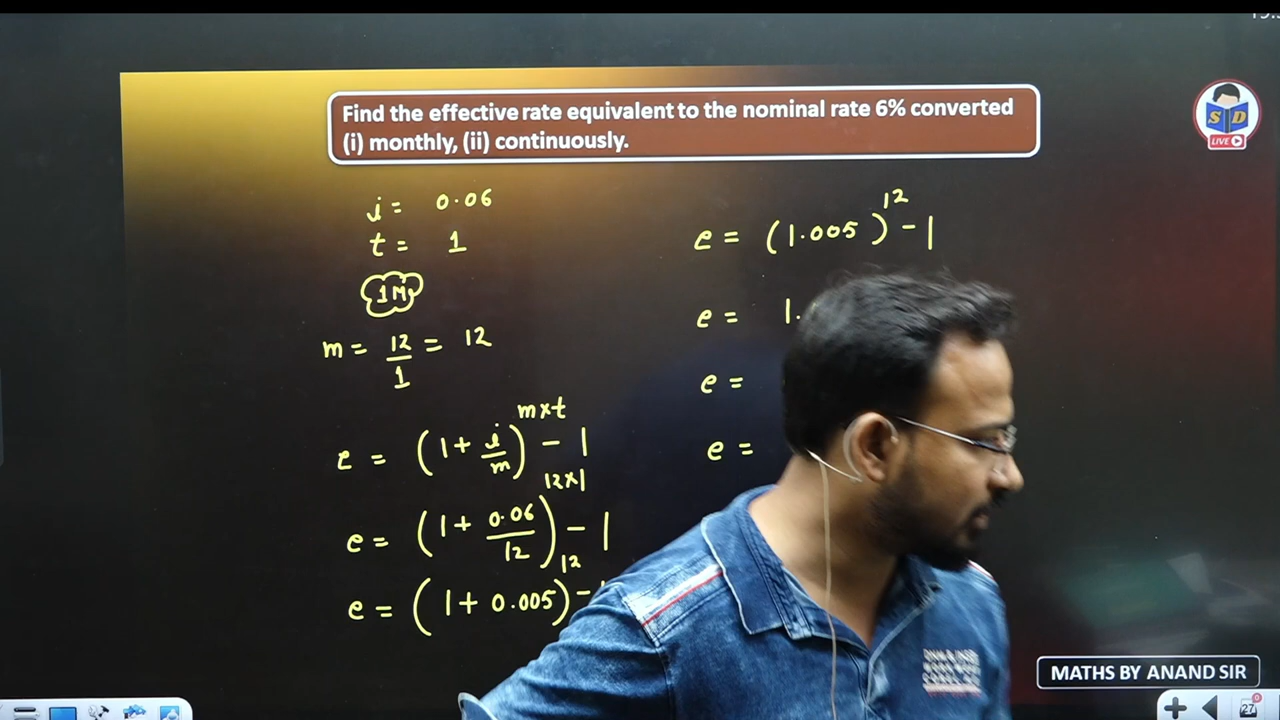 Find the effective rate equivalent to the nominal rate 6% converted
(i) monthly, (ii) continuously.
SD
LIVE
i = 0.06
t = 1
1M
m = 12/1 = 12
e = (1 + i/m)^m×t - 1
e = (1 + 0.06/12)^12×1 - 1
e = (1 + 0.005)^12 -
e = (1.005)^12 - 1
e = 1.
e =
e =
MATHS BY ANAND SIR
27